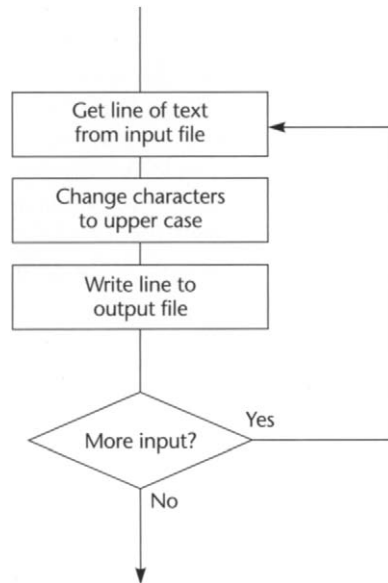 Get line of text
from input file
Change characters
to upper case
Write line to
output file
More input?
Yes
No